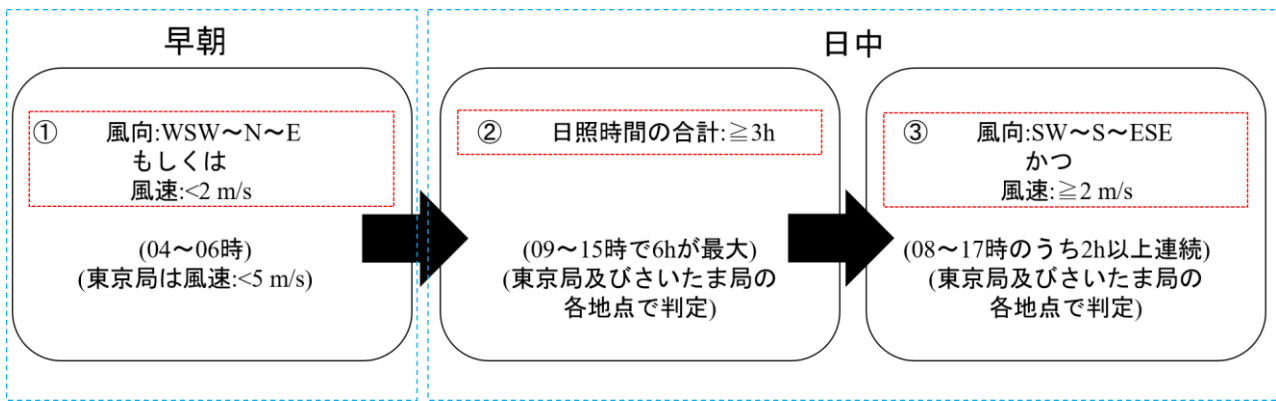 早朝
① 風向:WSW～N～E
もしくは
風速:<2 m/s
(04～06時)
(東京局は風速:<5 m/s)
日中
② 日照時間の合計:≧3h
(09～15時で6hが最大)
(東京局及びさいたま局の
各地点で判定)
③ 風向:SW～S～ESE
かつ
風速:≧2 m/s
(08～17時のうち2h以上連続)
(東京局及びさいたま局の
各地点で判定)